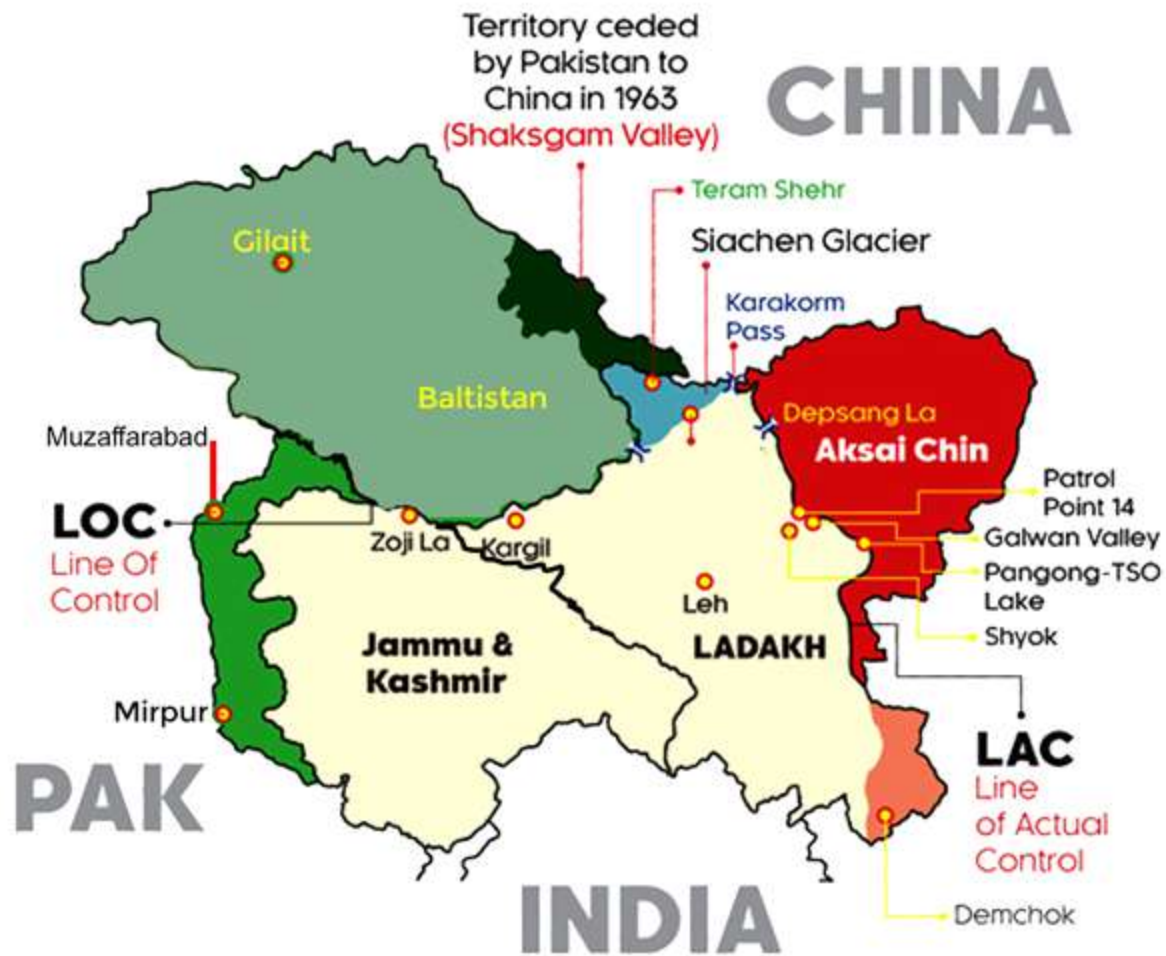 Territory ceded
by Pakistan to
China in 1963
(Shaksgam Valley)
CHINA
Teram Shehr
Siachen Glacier
Gilgit
Karakorm
Pass
Baltistan
Depsang La
Aksai Chin
Muzaffarabad
Patrol
Point 14
LOC
Line Of
Control
Zoji La
Kargil
Galwan Valley
Pangong-TSO
Lake
Leh
Shyok
Jammu &
Kashmir
LADAKH
Mirpur
LAC
Line
of Actual
Control
PAK
INDIA
Demchok